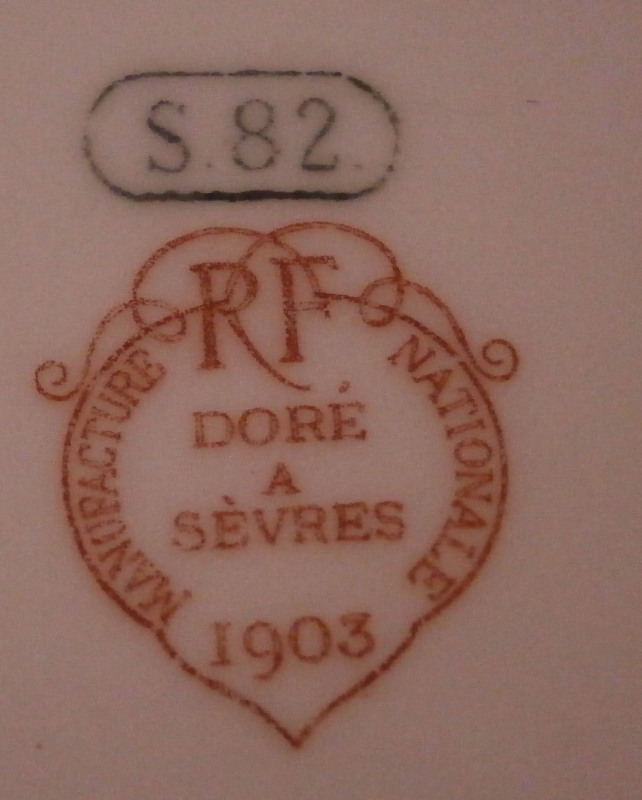 S. 82.
RF
MANUFACTURE NATIONALE
DORÉ
A
SÈVRES
1903